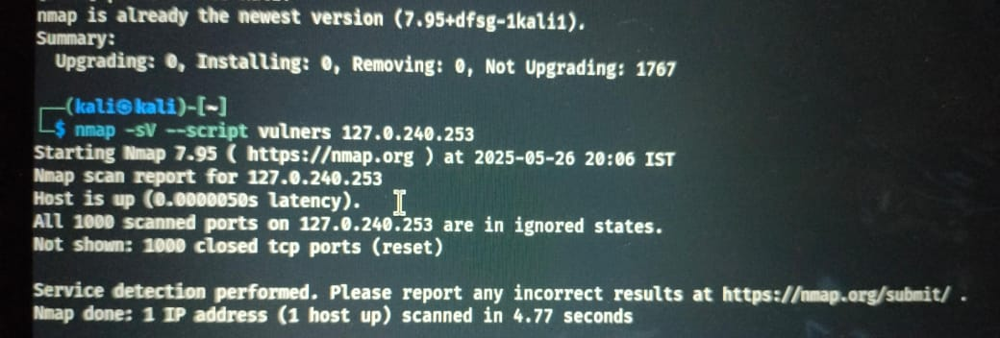 nmap is already the newest version (7.95+dfsg-1kali1).
Summary:
Upgrading: 0, Installing: 0, Removing: 0, Not Upgrading: 1767
┌──(kali㉿kali)-[~]
└─$ nmap -sV --script vulners 127.0.240.253
Starting Nmap 7.95 ( https://nmap.org ) at 2025-05-26 20:06 IST
Nmap scan report for 127.0.240.253
Host is up (0.0000050s latency).
All 1000 scanned ports on 127.0.240.253 are in ignored states.
Not shown: 1000 closed tcp ports (reset)
Service detection performed. Please report any incorrect results at https://nmap.org/submit/ .
Nmap done: 1 IP address (1 host up) scanned in 4.77 seconds